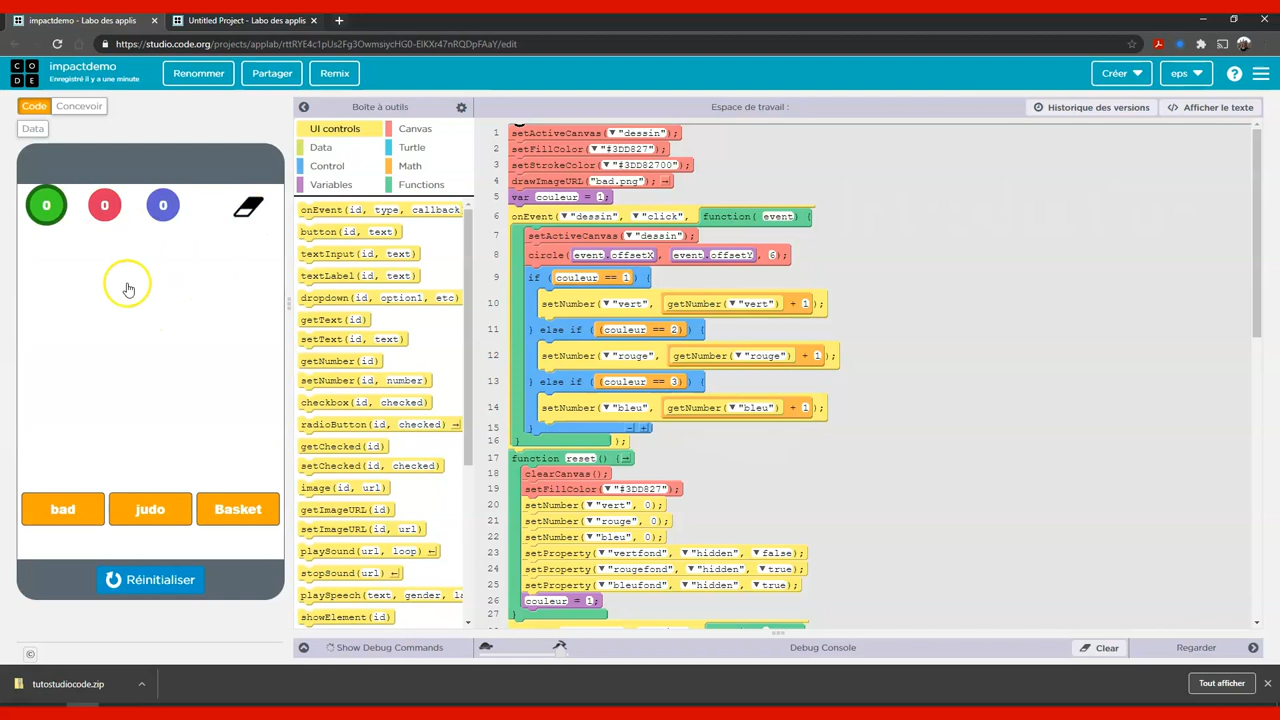 impactdemo - Labo des applis
Untitled Project - Labo des applis
https://studio.code.org/projects/applab/rttRYE4c1pUs2Fg3OwmsiycHG0-EIKXr47nRQDpFAaY/edit
C O
D E
impactdemo
Enregistré il y a une minute
Renommer
Partager
Remix
Créer
eps
Code
Concevoir
Data
Boîte à outils
Espace de travail :
Historique des versions
</> Afficher le texte
0 0 0
bad
judo
Basket
Réinitialiser
UI controls
Canvas
Data
Turtle
Control
Math
Variables
Functions
onEvent(id, type, callback
button(id, text)
textInput(id, text)
textLabel(id, text)
dropdown(id, option1, etc)
getText(id)
setText(id, text)
getNumber(id)
setNumber(id, number)
checkbox(id, checked)
radioButton(id, checked)
getChecked(id)
setChecked(id, checked)
image(id, url)
getImageURL(id)
setImageURL(id, url)
playSound(url, loop)
stopSound(url)
playSpeech(text, gender, la
showElement(id)
1 setActiveCanvas("dessin");
2 setFillColor("#3DD827");
3 setStrokeColor("#3DD82700");
4 drawImageURL("bad.png");
5 var couleur = 1;
6 onEvent("dessin", "click", function( event) {
7 setActiveCanvas("dessin");
8 circle(event.offsetX, event.offsetY, 6);
9 if (couleur == 1) {
10 setNumber("vert", getNumber("vert") + 1);
11 } else if ((couleur == 2)) {
12 setNumber("rouge", getNumber("rouge") + 1);
13 } else if ((couleur == 3)) {
14 setNumber("bleu", getNumber("bleu") + 1);
15 }
16 } );
17 function reset() {
18 clearCanvas();
19 setFillColor("#3DD827");
20 setNumber("vert", 0);
21 setNumber("rouge", 0);
22 setNumber("bleu", 0);
23 setProperty("vertfond", "hidden", false);
24 setProperty("rougefond", "hidden", true);
25 setProperty("bleufond", "hidden", true);
26 couleur = 1;
27 }
Show Debug Commands
Debug Console
Clear
Regarder
©
tutostudiocode.zip
Tout afficher